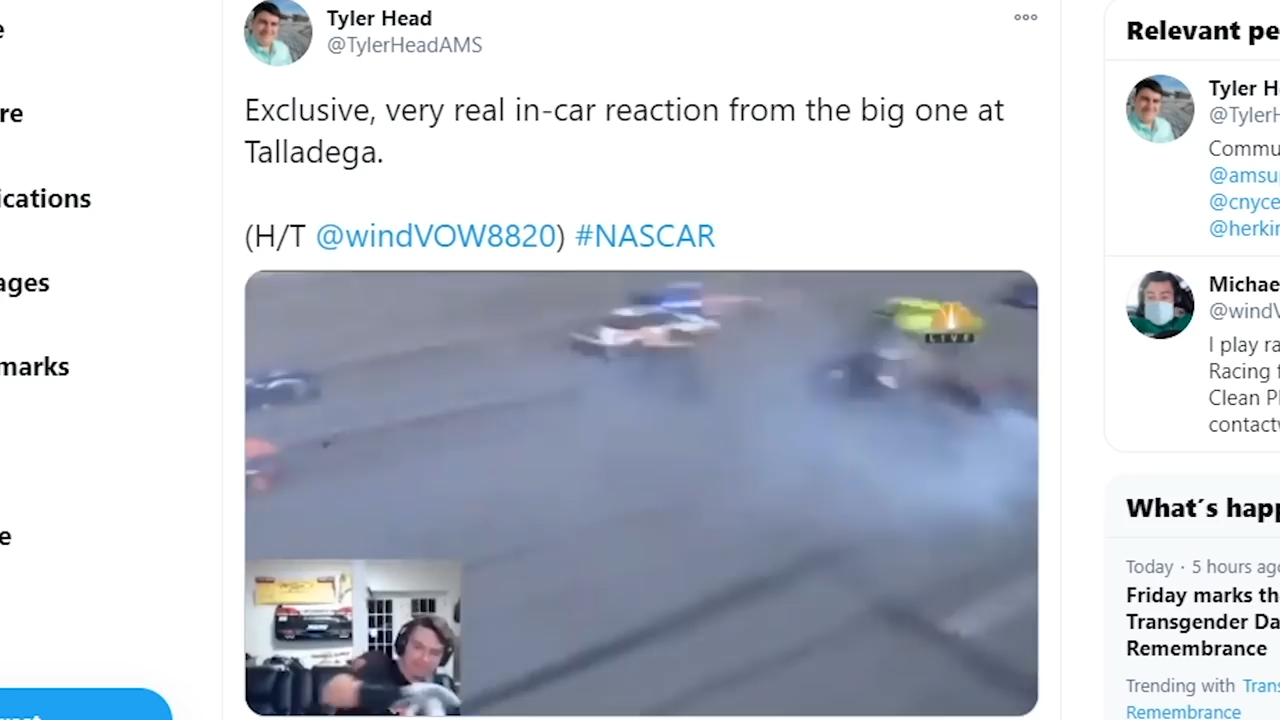 e
re
ications
ages
marks
e
Tyler Head
@TylerHeadAMS
Exclusive, very real in-car reaction from the big one at
Talladega.
(H/T @windVOW8820) #NASCAR
LIVE
Relevant pe
Tyler H
@TylerH
Commu
@amsu
@cnyce
@herkin
Michae
@windV
I play ra
Racing f
Clean Pl
contactv
What's happ
Today · 5 hours ago
Friday marks th
Transgender Da
Remembrance
Trending with Trans
Remembrance